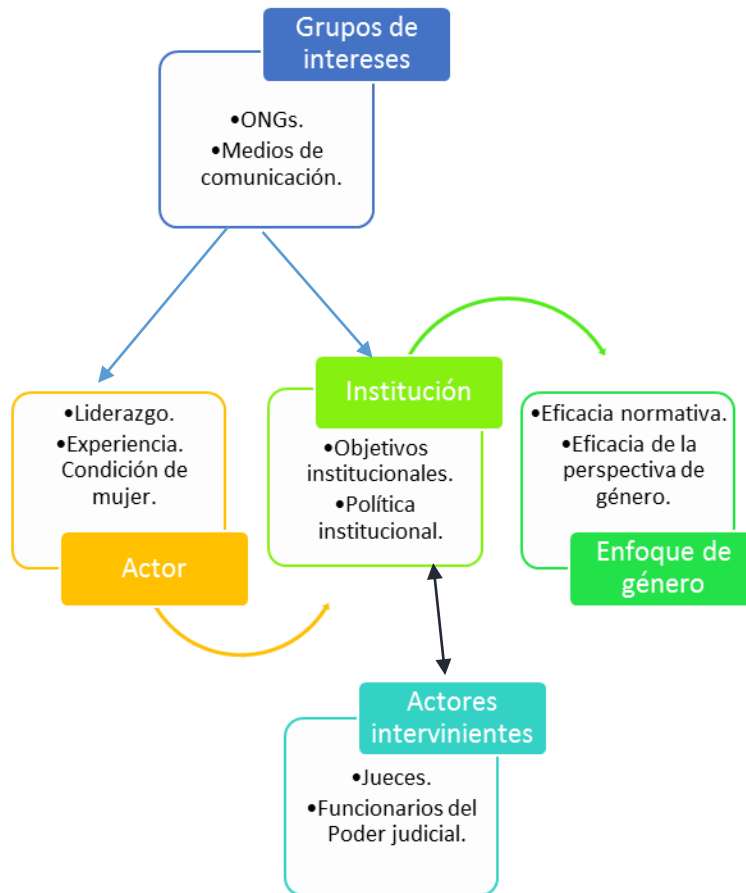 Grupos de
intereses
•ONGs.
•Medios de
comunicación.
•Liderazgo.
•Experiencia.
Condición de
mujer.
Actor
Institución
•Objetivos
institucionales.
•Política
institucional.
•Eficacia normativa.
•Eficacia de la
perspectiva de
género.
Enfoque de
género
Actores
intervinientes
•Jueces.
•Funcionarios del
Poder judicial.